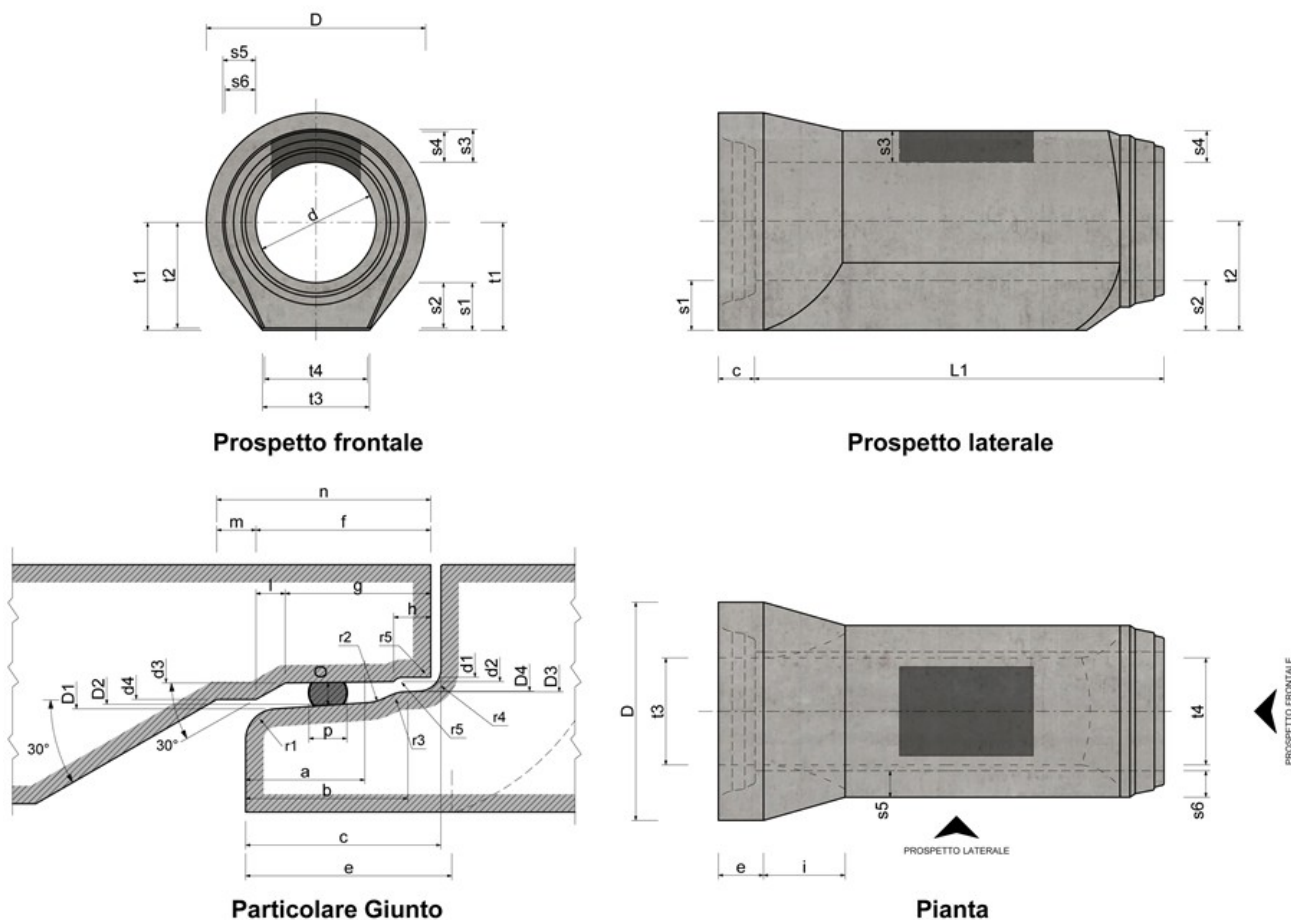 D
s5
s6
s4
s3
d
t1
t2
s2
s1
t1
t4
t3
Prospetto frontale
s3
s4
s1
s2
t2
c
L1
Prospetto laterale
n
m
f
l
g
h
r2
r5
d3
d4
D2
D1
O
d1
d2
D4
D3
30°
30°
r1
p
r3
r5
r4
a
b
c
e
Particolare Giunto
D
t3
t4
s5
s6
e
i
PROSPETTO LATERALE
PROSPETTO FRONTALE
Pianta